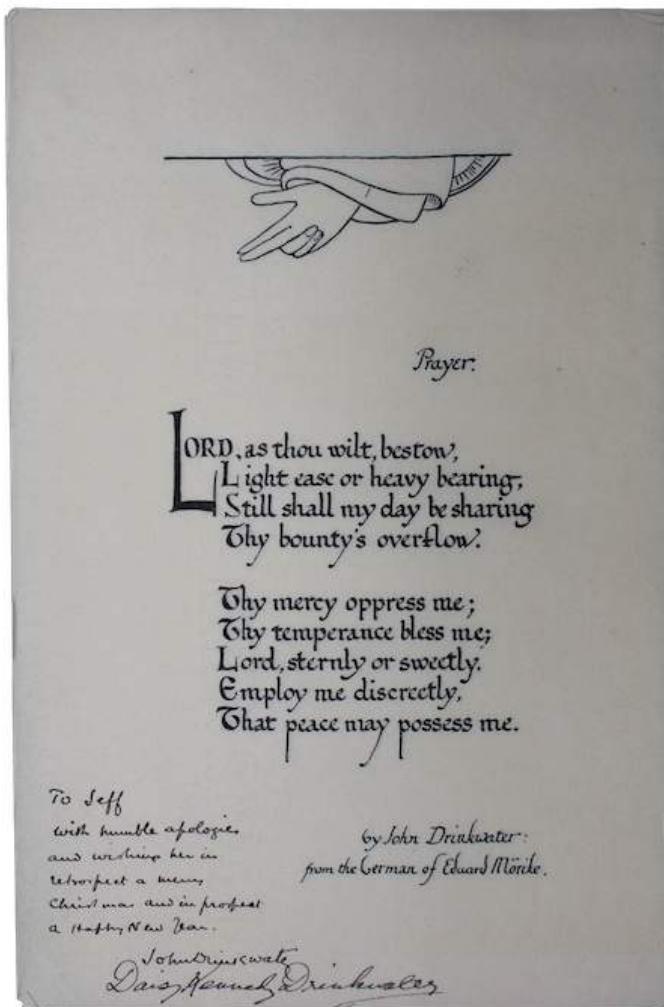 Prayer.
LORD, as thou wilt, bestow,
Light ease or heavy bearing,
Still shall my day be sharing
Thy bounty's overflow.
Thy mercy oppress me;
Thy temperance bless me;
Lord, sternly or sweetly.
Employ me discreetly,
That peace may possess me.
by John Drinkwater:
from the German of Eduard Mörike.
To Jeff
with humble apologies
and wishing her in
retrospect a merry
Christmas and in prospect
a Happy New Year.
John Drinkwater
Daisy Kennedy Drinkwater